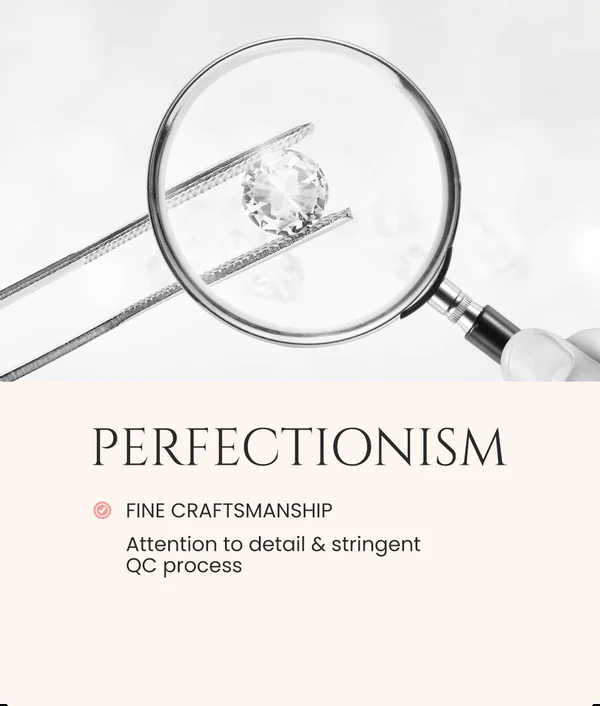 PERFECTIONISM
FINE CRAFTSMANSHIP
Attention to detail & stringent
QC process